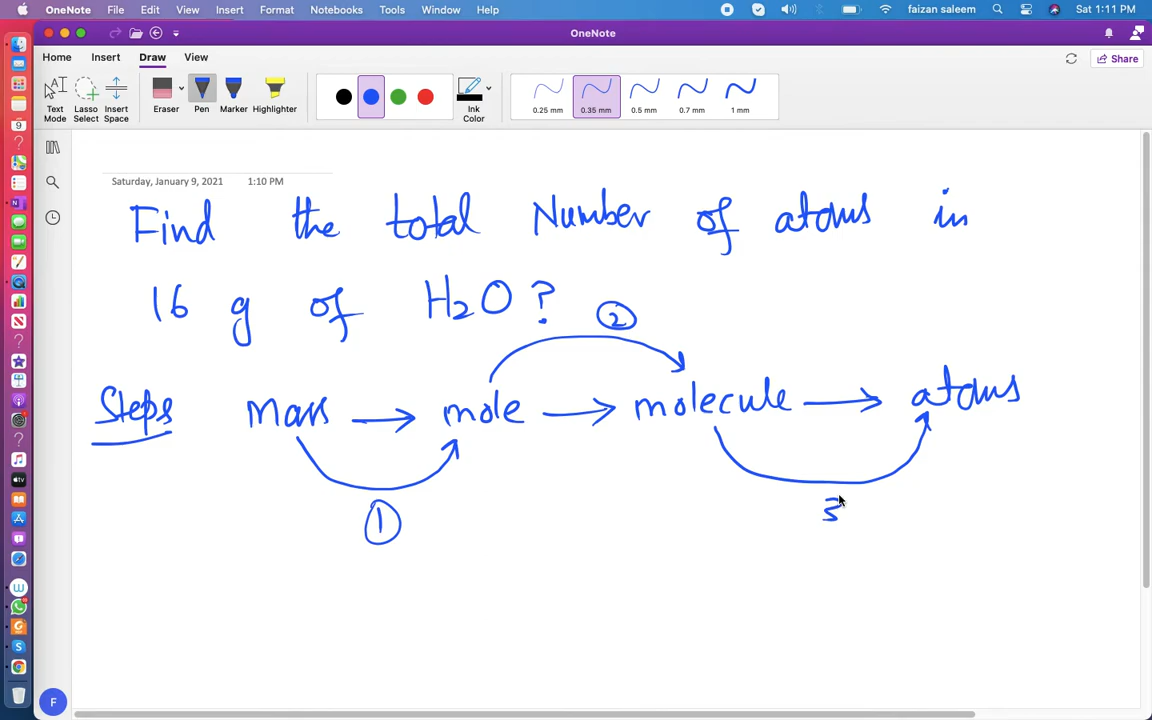 OneNote File Edit View Insert Format Notebooks Tools Window Help faizan saleem Sat 1:11 PM
OneNote
Home Insert Draw View Share
Text Mode Lasso Select Insert Space Eraser Pen Marker Highlighter Ink Color 0.25 mm 0.35 mm 0.5 mm 0.7 mm 1 mm
Saturday, January 9, 2021 1:10 PM
Find the total Number of atoms in
16 g of H₂O ?
2
Steps mass → mole → molecule → atoms
1 3
F